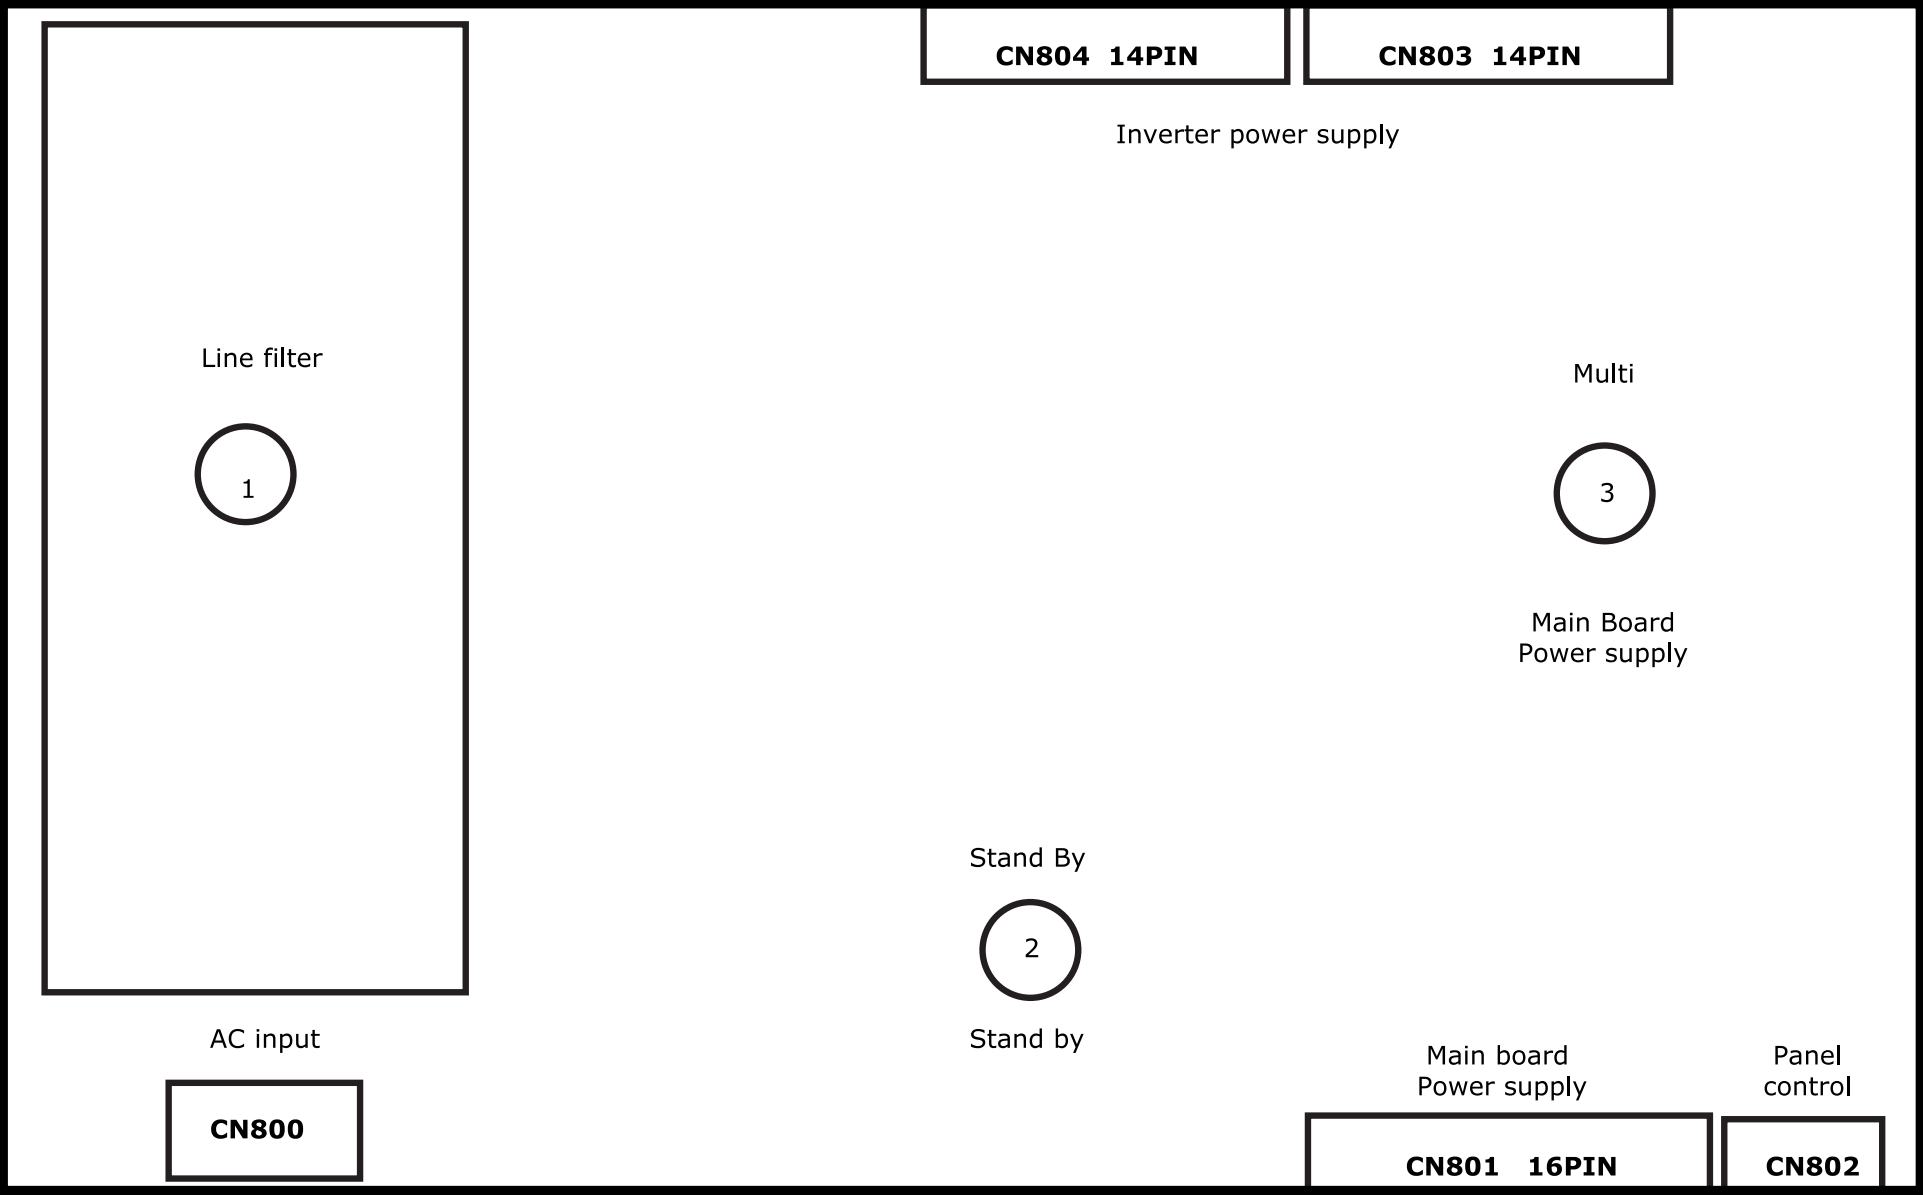 CN804 14PIN
CN803 14PIN
Inverter power supply
Line filter
1
Multi
3
Main Board
Power supply
Stand By
2
Stand by
AC input
CN800
Main board
Power supply
CN801 16PIN
Panel
control
CN802